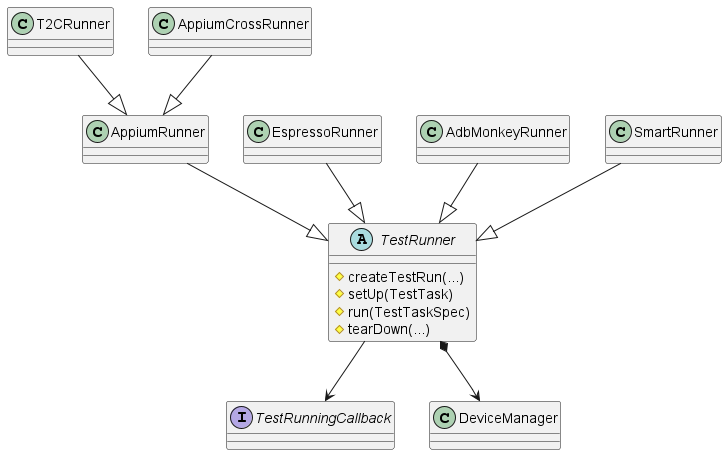 C T2CRunner
C AppiumCrossRunner
C AppiumRunner
C EspressoRunner
C AdbMonkeyRunner
C SmartRunner
A TestRunner
createTestRun(...)
setUp(TestTask)
run(TestTaskSpec)
tearDown(...)
I TestRunningCallback
C DeviceManager